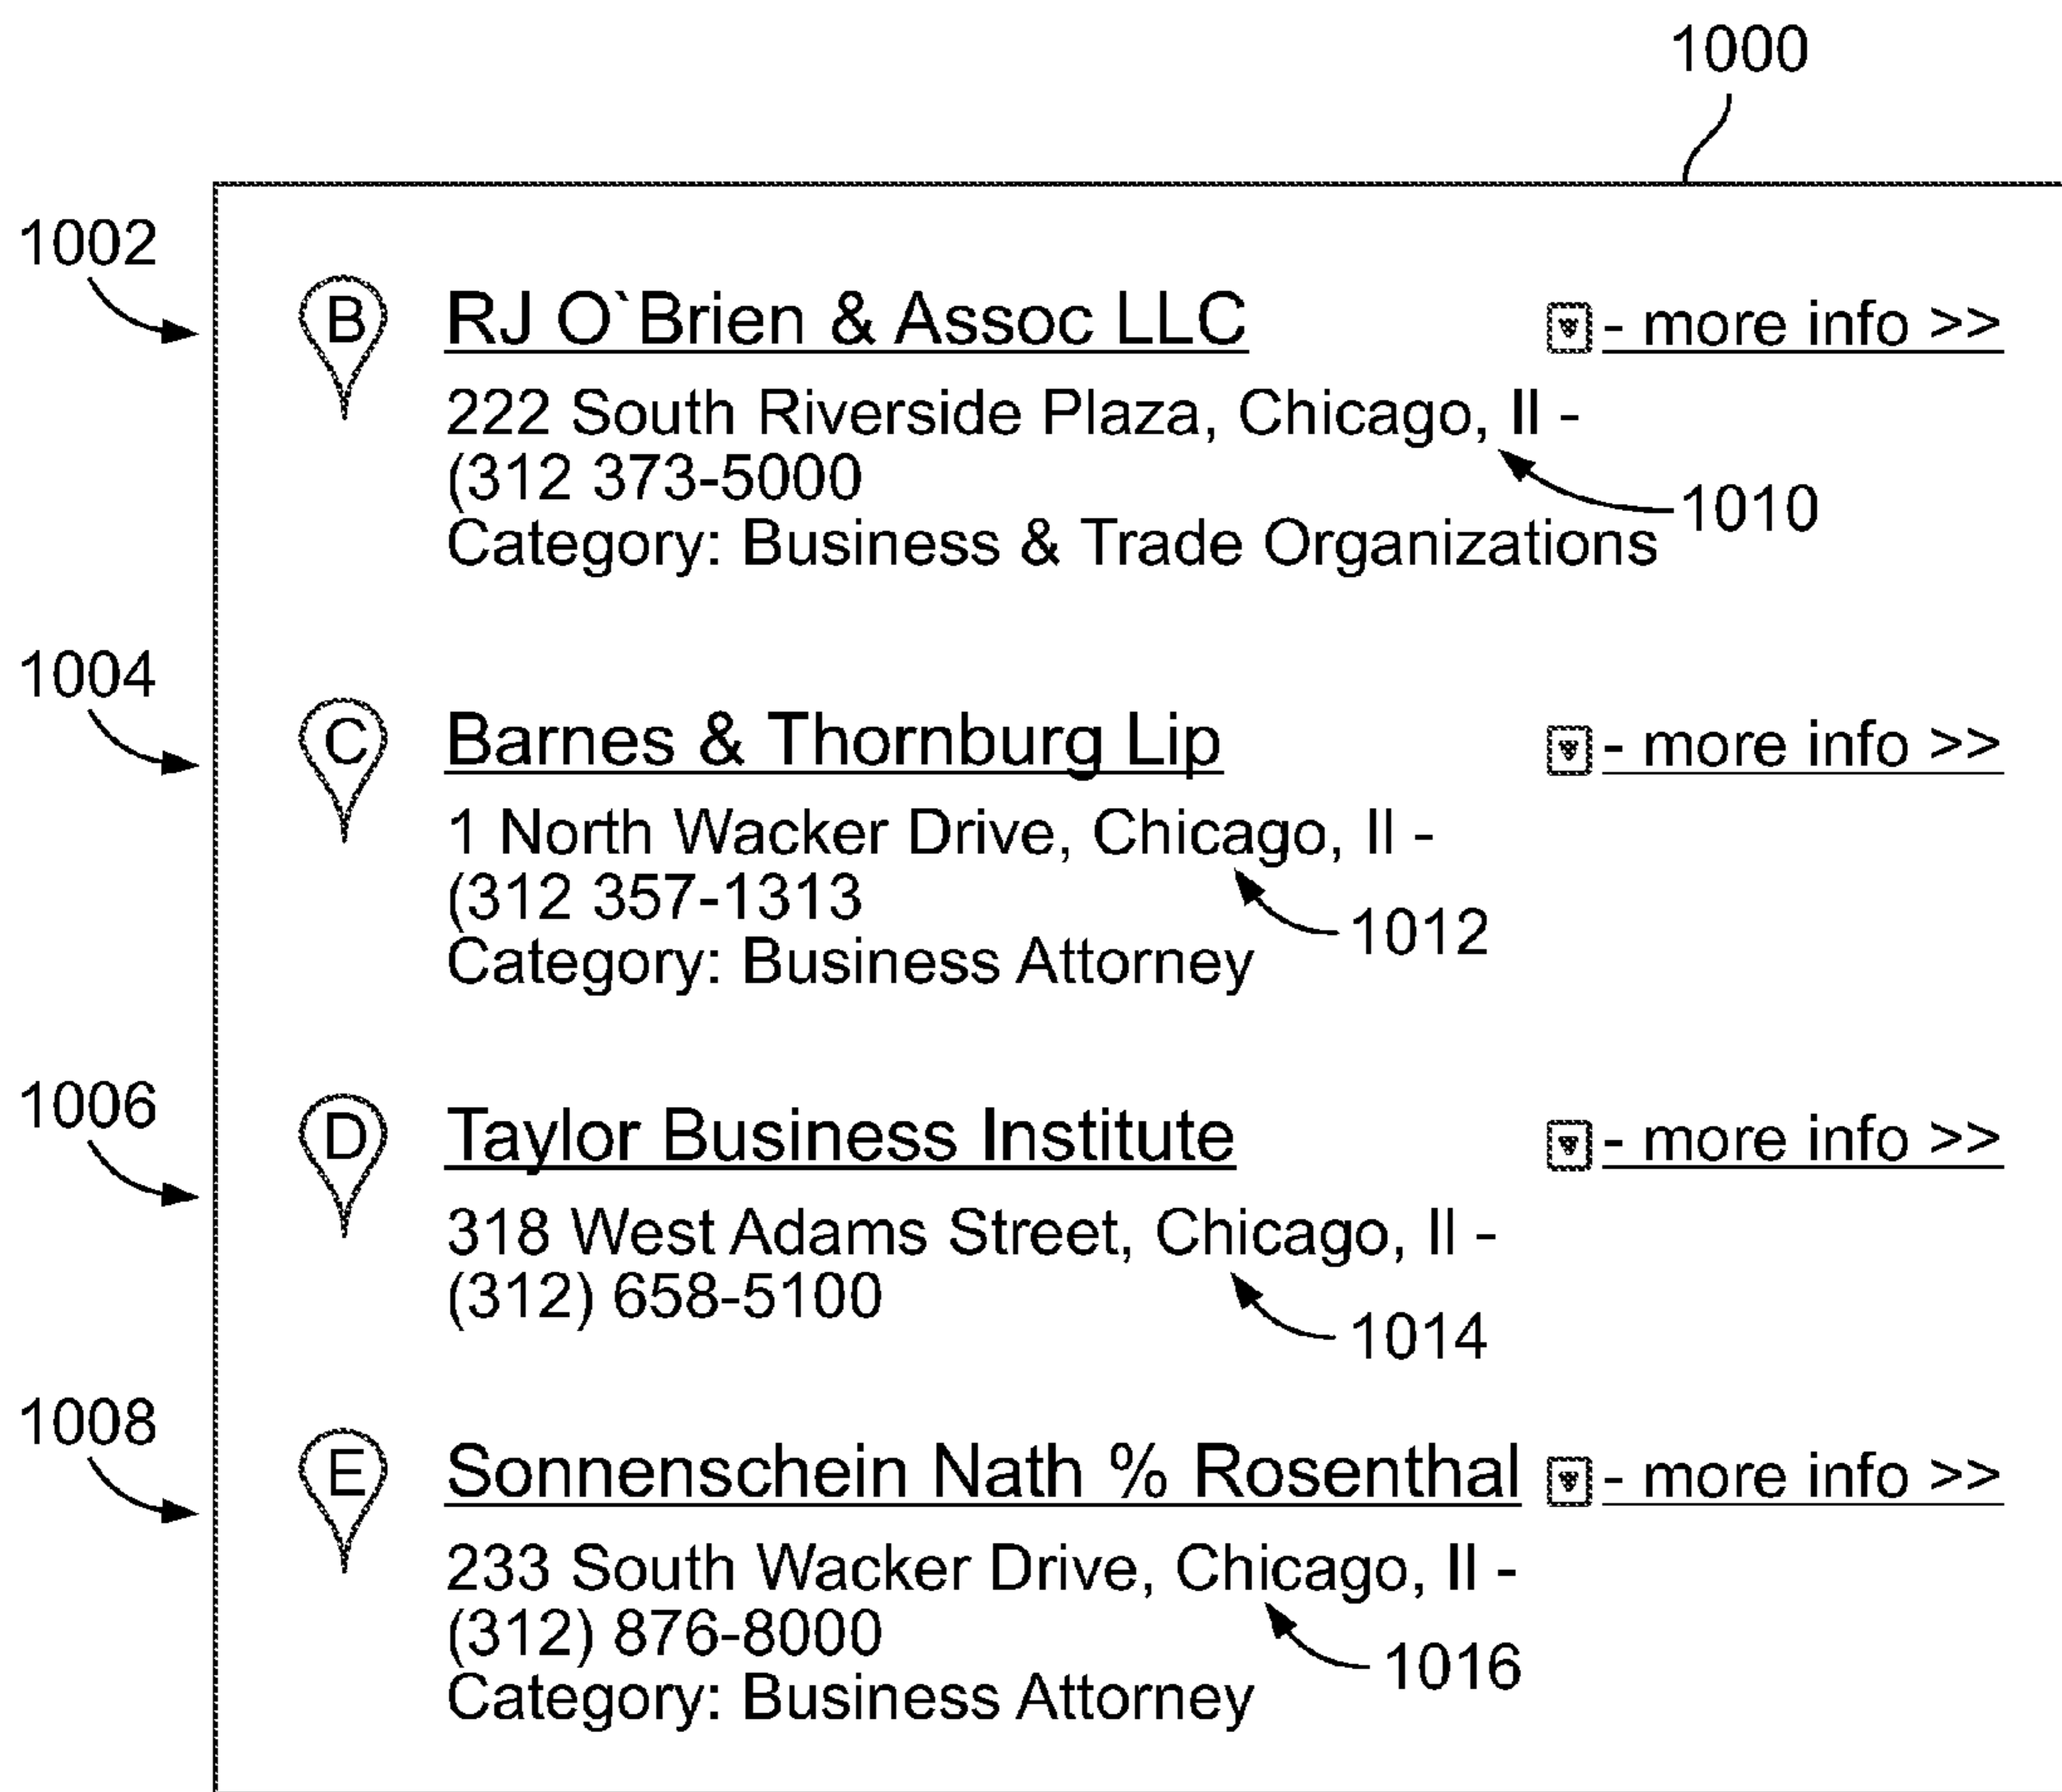 1000
1002
B RJ O`Brien & Assoc LLC - more info >>
222 South Riverside Plaza, Chicago, Il -
(312 373-5000
1010
Category: Business & Trade Organizations
1004
C Barnes & Thornburg Lip - more info >>
1 North Wacker Drive, Chicago, Il -
(312 357-1313
1012
Category: Business Attorney
1006
D Taylor Business Institute - more info >>
318 West Adams Street, Chicago, Il -
(312) 658-5100
1014
1008
E Sonnenschein Nath % Rosenthal - more info >>
233 South Wacker Drive, Chicago, Il -
(312) 876-8000
1016
Category: Business Attorney